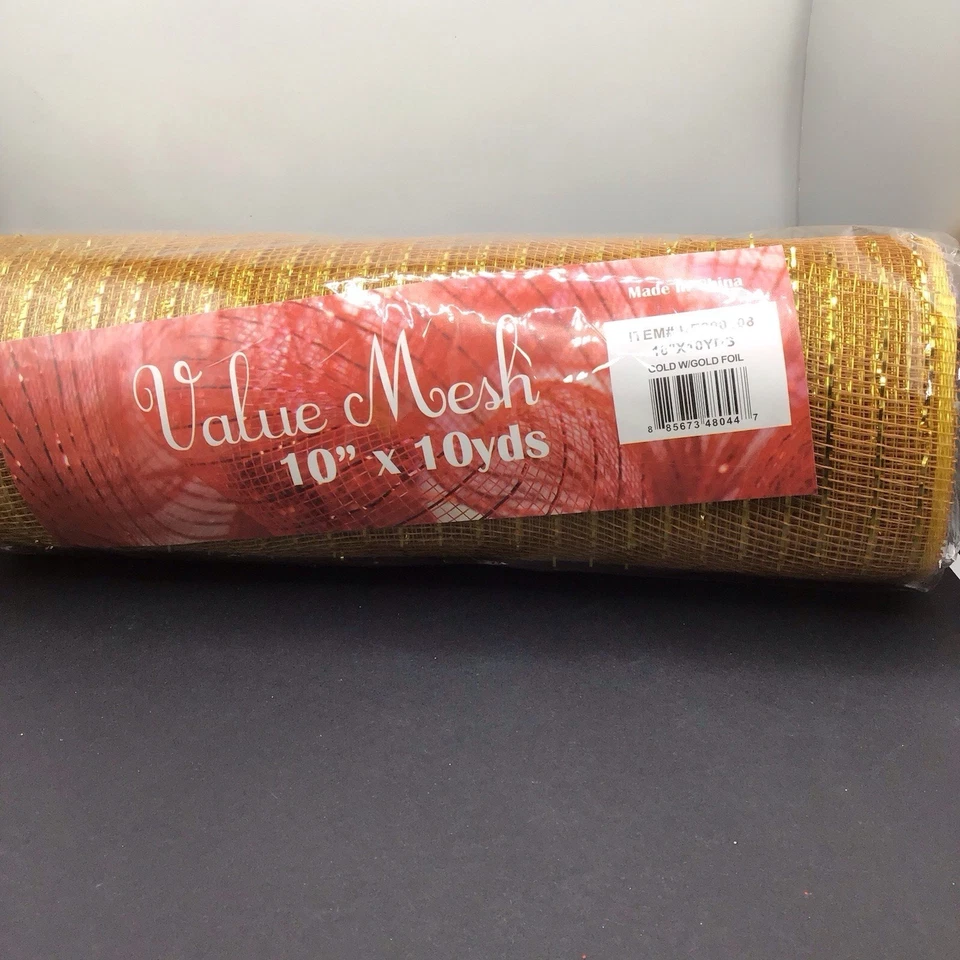 Value Mesh
10” x 10yds
Made in China
ITEM#
10"X10YDS
GOLD W/GOLD FOIL
8 85673 48044 7